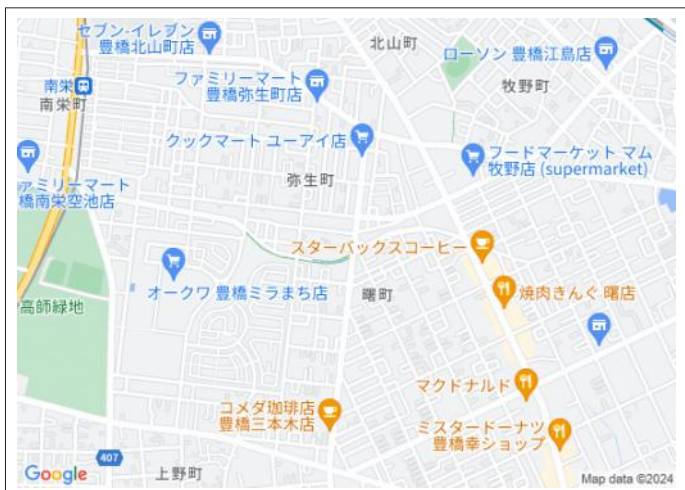 セブン-イレブン
豊橋北山町店
北山町
ローソン 豊橋江島店
南栄
南栄町
ファミリーマート
豊橋弥生町店
牧野町
クックマート ユーアイ店
フードマーケット マム
牧野店 (supermarket)
ァミリーマート
橋南栄空池店
弥生町
スターバックスコーヒー
オークワ 豊橋ミラまち店
曙町
焼肉きんぐ 曙店
高師緑地
マクドナルド
コメダ珈琲店
豊橋三本木店
ミスタードーナツ
豊橋幸ショップ
407
上野町
Google
Map data ©2024